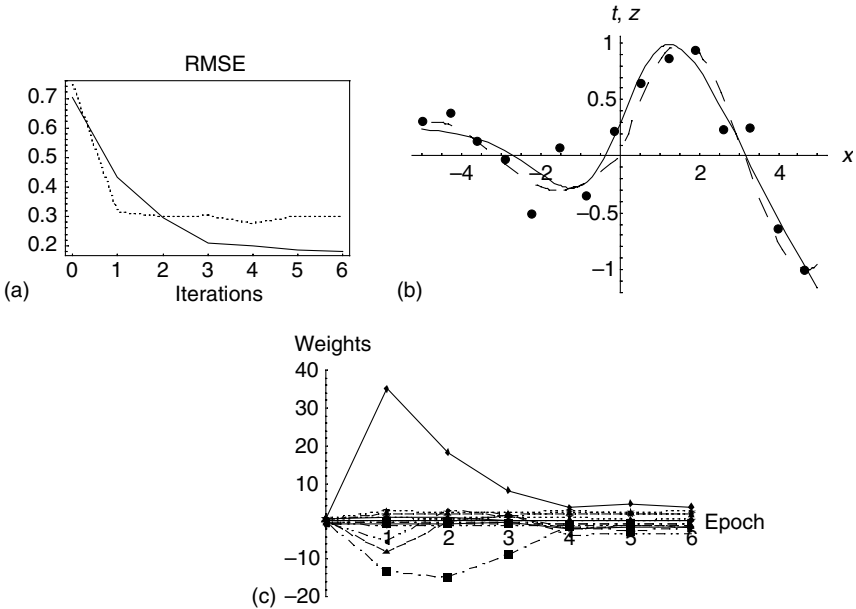 RMSE
0.7
0.6
0.5
0.4
0.3
0.2
0 1 2 3 4 5 6
Iterations
(a)
t, z
1
0.5
−4 −2 2 4 x
−0.5
−1
(b)
Weights
40
30
20
10
1 2 3 4 5 6 Epoch
−10
−20
(c)